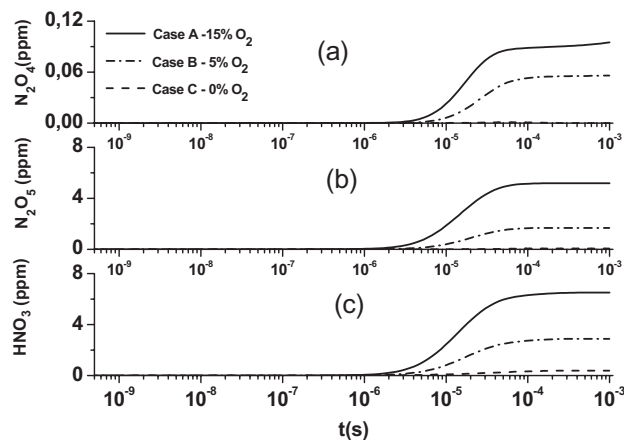 Case A -15% O₂
Case B - 5% O₂
Case C - 0% O₂
(a)
N₂O₄(ppm)
0,12
0,06
0,00
10⁻⁹ 10⁻⁸ 10⁻⁷ 10⁻⁶ 10⁻⁵ 10⁻⁴ 10⁻³
(b)
N₂O₅ (ppm)
4
0
10⁻⁹ 10⁻⁸ 10⁻⁷ 10⁻⁶ 10⁻⁵ 10⁻⁴ 10⁻³
(c)
HNO₃ (ppm)
6
3
0
10⁻⁹ 10⁻⁸ 10⁻⁷ 10⁻⁶ 10⁻⁵ 10⁻⁴ 10⁻³
t(s)